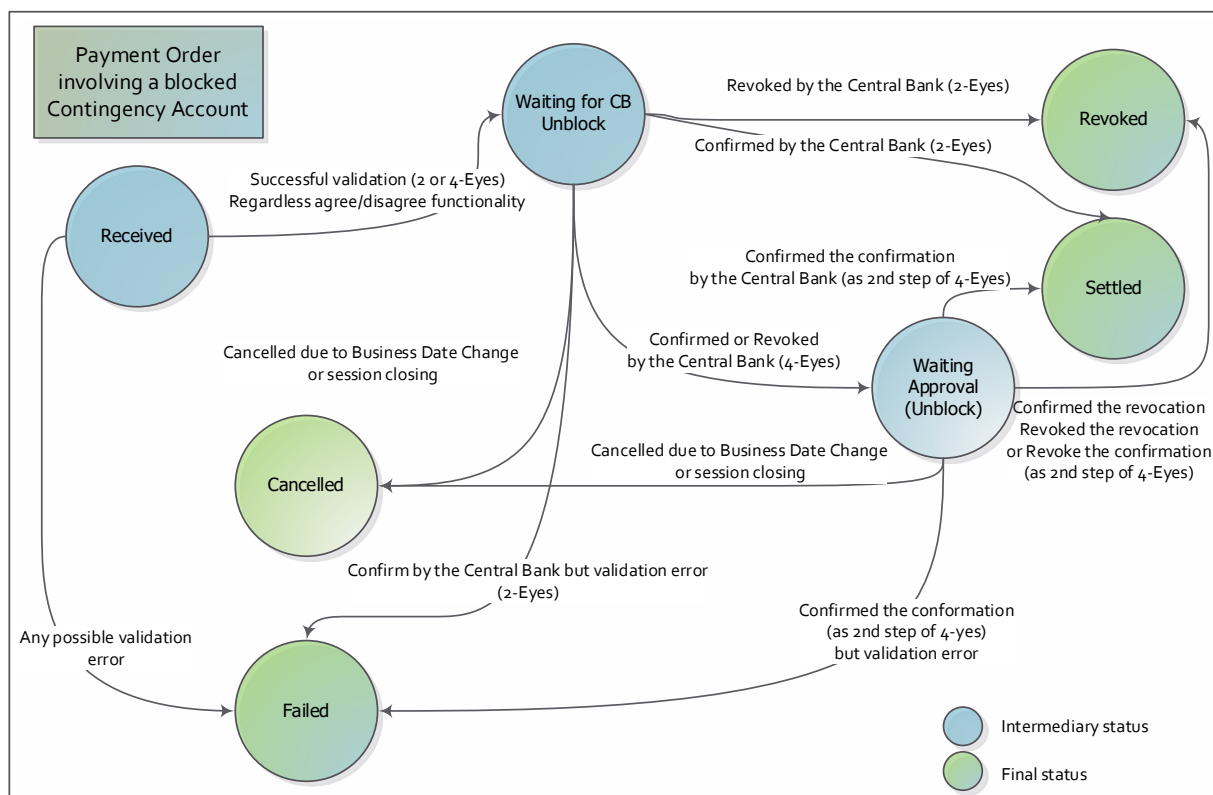 Payment Order
involving a blocked
Contingency Account
Waiting for CB
Unblock
Revoked by the Central Bank (2-Eyes)
Revoked
Confirmed by the Central Bank (2-Eyes)
Successful validation (2 or 4-Eyes)
Regardless agree/disagree functionality
Received
Confirmed the confirmation
by the Central Bank (as 2nd step of 4-Eyes)
Settled
Cancelled due to Business Date Change
or session closing
Confirmed or Revoked
by the Central Bank (4-Eyes)
Waiting
Approval
(Unblock)
Confirmed the revocation
Revoked the revocation
or Revoke the confirmation
(as 2nd step of 4-Eyes)
Cancelled due to Business Date Change
or session closing
Cancelled
Confirm by the Central Bank but validation error
(2-Eyes)
Any possible validation
error
Confirmed the conformation
(as 2nd step of 4-yes)
but validation error
Failed
Intermediary status
Final status